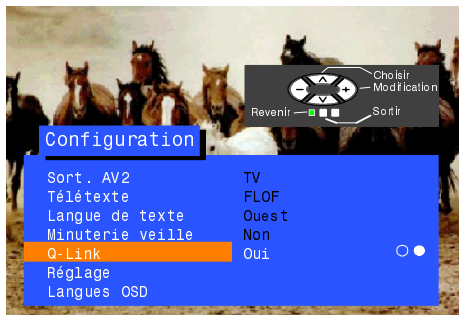 Choisir
Modification
Revenir
Sortir
Configuration
Sort. AV2 TV
Télétexte FLOF
Langue de texte Ouest
Minuterie veille Non
Q-Link Oui
Réglage
Langues OSD